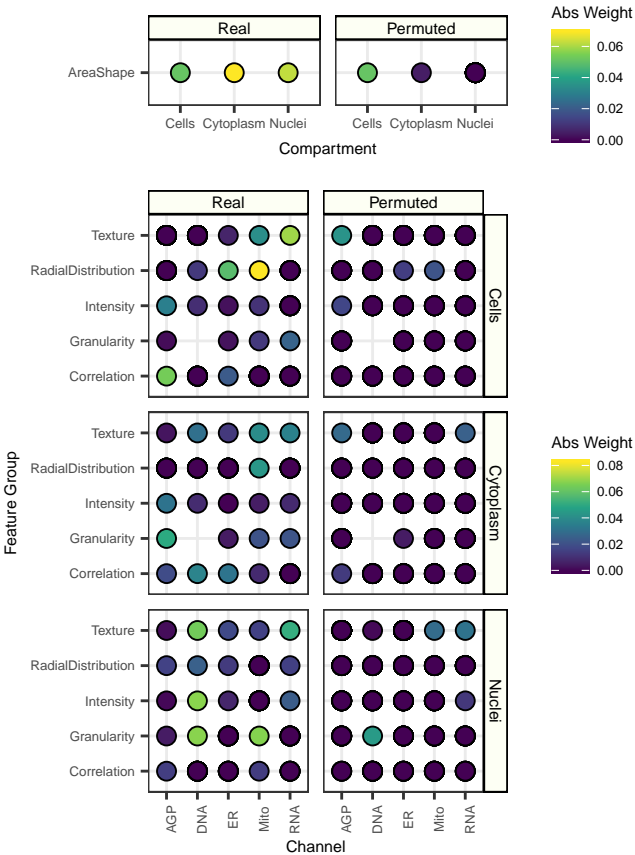 Real Permuted
AreaShape
Cells Cytoplasm Nuclei Cells Cytoplasm Nuclei
Compartment
Abs Weight
0.06
0.04
0.02
0.00
Real Permuted
Texture
RadialDistribution
Intensity
Granularity
Correlation
Cells
Texture
RadialDistribution
Intensity
Granularity
Correlation
Cytoplasm
Texture
RadialDistribution
Intensity
Granularity
Correlation
Nuclei
Feature Group
AGP DNA ER Mito RNA AGP DNA ER Mito RNA
Channel
Abs Weight
0.08
0.06
0.04
0.02
0.00